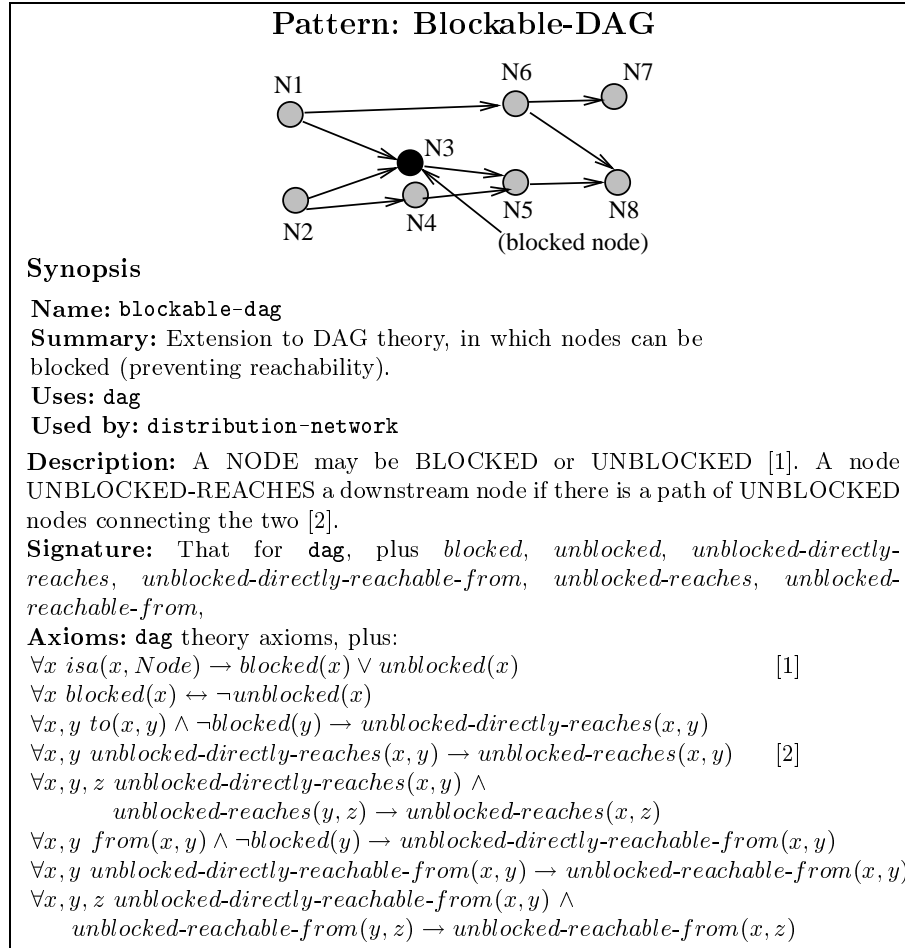 Pattern: Blockable-DAG
N1
N6
N7
N3
N2
N4
N5
N8
(blocked node)
Synopsis
Name: blockable-dag
Summary: Extension to DAG theory, in which nodes can be
blocked (preventing reachability).
Uses: dag
Used by: distribution-network
Description: A NODE may be BLOCKED or UNBLOCKED [1]. A node
UNBLOCKED-REACHES a downstream node if there is a path of UNBLOCKED
nodes connecting the two [2].
Signature: That for dag, plus blocked, unblocked, unblocked-directly-
reaches, unblocked-directly-reachable-from, unblocked-reaches, unblocked-
reachable-from,
Axioms: dag theory axioms, plus:
∀x isa(x, Node) → blocked(x) ∨ unblocked(x) [1]
∀x blocked(x) ↔ ¬unblocked(x)
∀x, y to(x, y) ∧ ¬blocked(y) → unblocked-directly-reaches(x, y)
∀x, y unblocked-directly-reaches(x, y) → unblocked-reaches(x, y) [2]
∀x, y, z unblocked-directly-reaches(x, y) ∧
unblocked-reaches(y, z) → unblocked-reaches(x, z)
∀x, y from(x, y) ∧ ¬blocked(y) → unblocked-directly-reachable-from(x, y)
∀x, y unblocked-directly-reachable-from(x, y) → unblocked-reachable-from(x, y)
∀x, y, z unblocked-directly-reachable-from(x, y) ∧
unblocked-reachable-from(y, z) → unblocked-reachable-from(x, z)